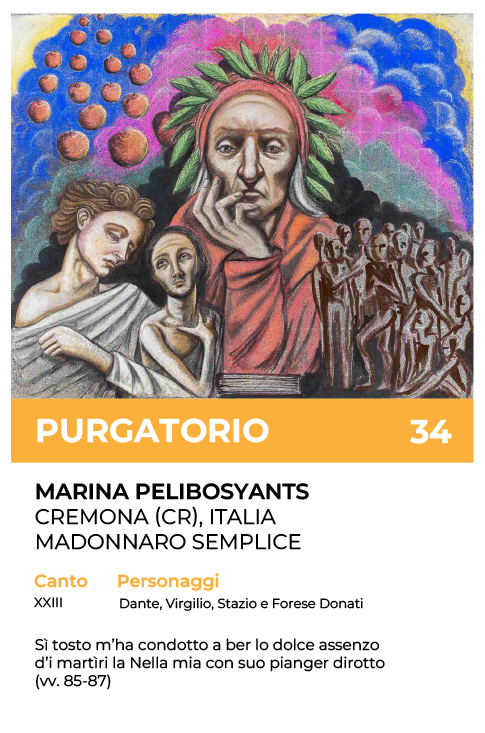 PURGATORIO 34
MARINA PELIBOSYANTS
CREMONA (CR), ITALIA
MADONNARO SEMPLICE
Canto Personaggi
XXIII Dante, Virgilio, Stazio e Forese Donati
Sì tosto m’ha condotto a ber lo dolce assenzo
d’i martìri la Nella mia con suo pianger dirotto
(vv. 85-87)